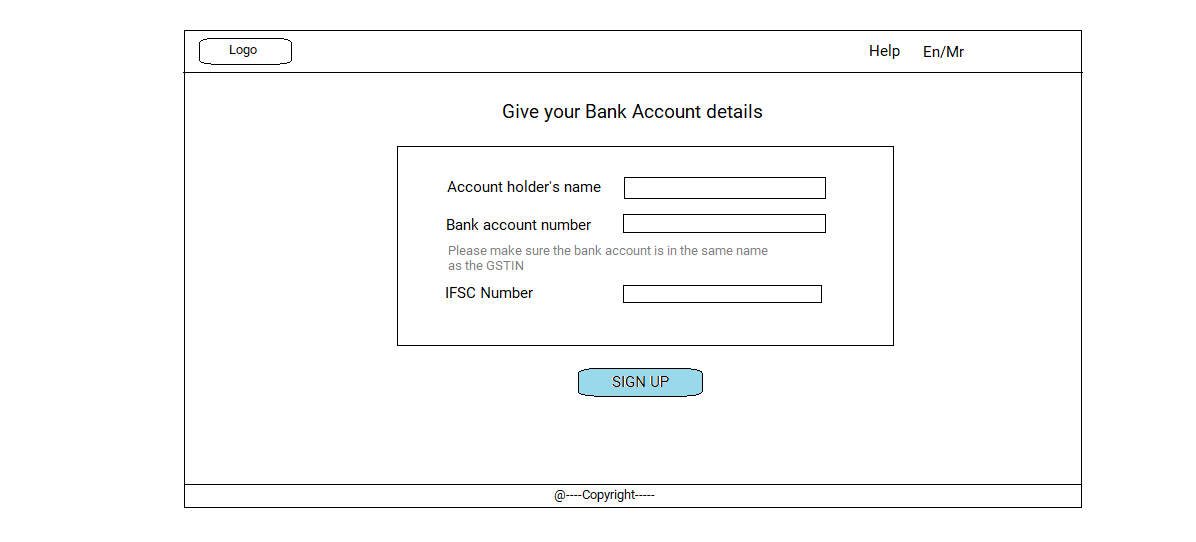 Logo
Help
En/Mr
Give your Bank Account details
Account holder's name
Bank account number
Please make sure the bank account is in the same name
as the GSTIN
IFSC Number
SIGN UP
@----Copyright-----